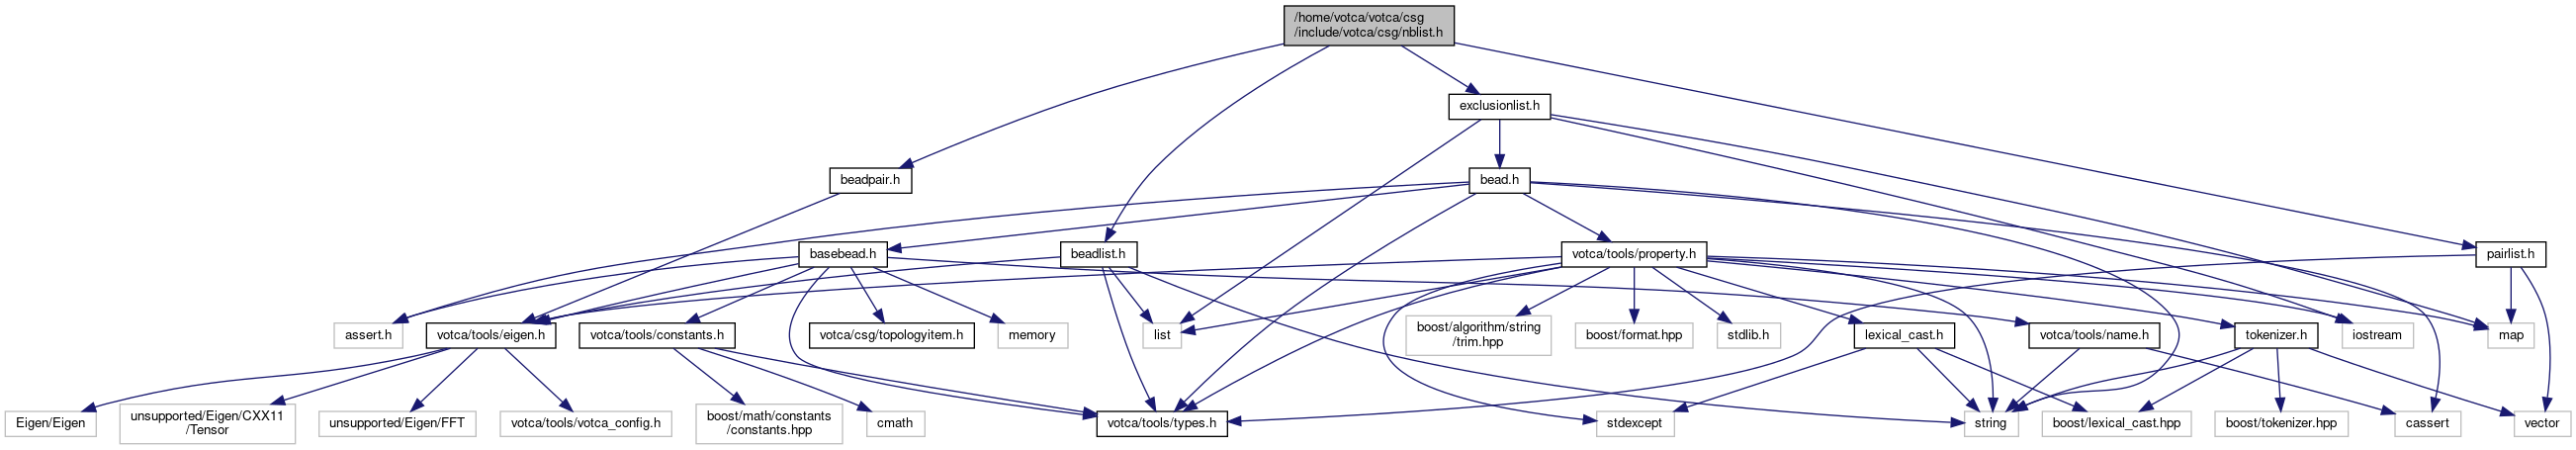 /home/votca/votca/csg
/include/votca/csg/nblist.h
exclusionlist.h
beadpair.h
bead.h
basebead.h
beadlist.h
votca/tools/property.h
pairlist.h
assert.h
votca/tools/eigen.h
votca/tools/constants.h
votca/csg/topologyitem.h
memory
list
boost/algorithm/string
/trim.hpp
boost/format.hpp
stdlib.h
lexical_cast.h
votca/tools/name.h
tokenizer.h
iostream
map
Eigen/Eigen
unsupported/Eigen/CXX11
/Tensor
unsupported/Eigen/FFT
votca/tools/votca_config.h
boost/math/constants
/constants.hpp
cmath
votca/tools/types.h
stdexcept
string
boost/lexical_cast.hpp
boost/tokenizer.hpp
cassert
vector